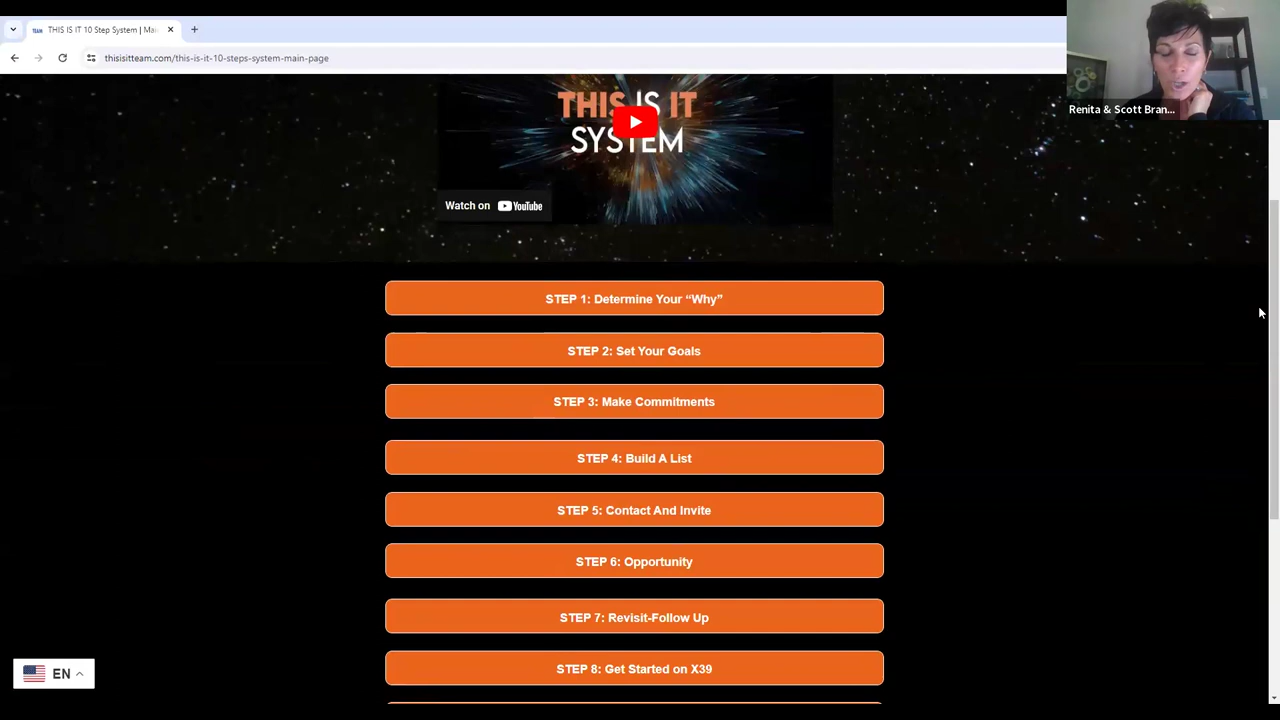 THIS IS IT 10 Step System | Mai
thisisitteam.com/this-is-it-10-steps-system-main-page
Renita & Scott Bran...
THIS IS IT
SYSTEM
Watch on YouTube
STEP 1: Determine Your “Why”
STEP 2: Set Your Goals
STEP 3: Make Commitments
STEP 4: Build A List
STEP 5: Contact And Invite
STEP 6: Opportunity
STEP 7: Revisit-Follow Up
STEP 8: Get Started on X39
EN